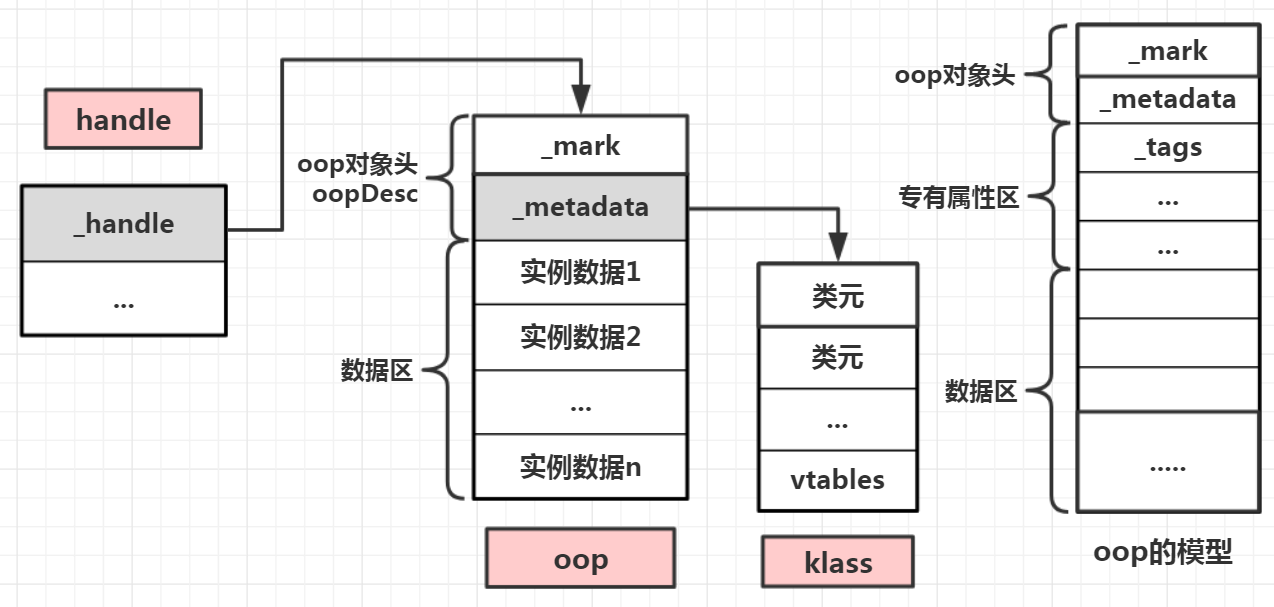 handle
_handle
...
oop对象头
oopDesc
数据区
_mark
_metadata
实例数据1
实例数据2
...
实例数据n
oop
类元
类元
...
vtables
klass
oop对象头
专有属性区
数据区
_mark
_metadata
_tags
...
...
.....
oop的模型